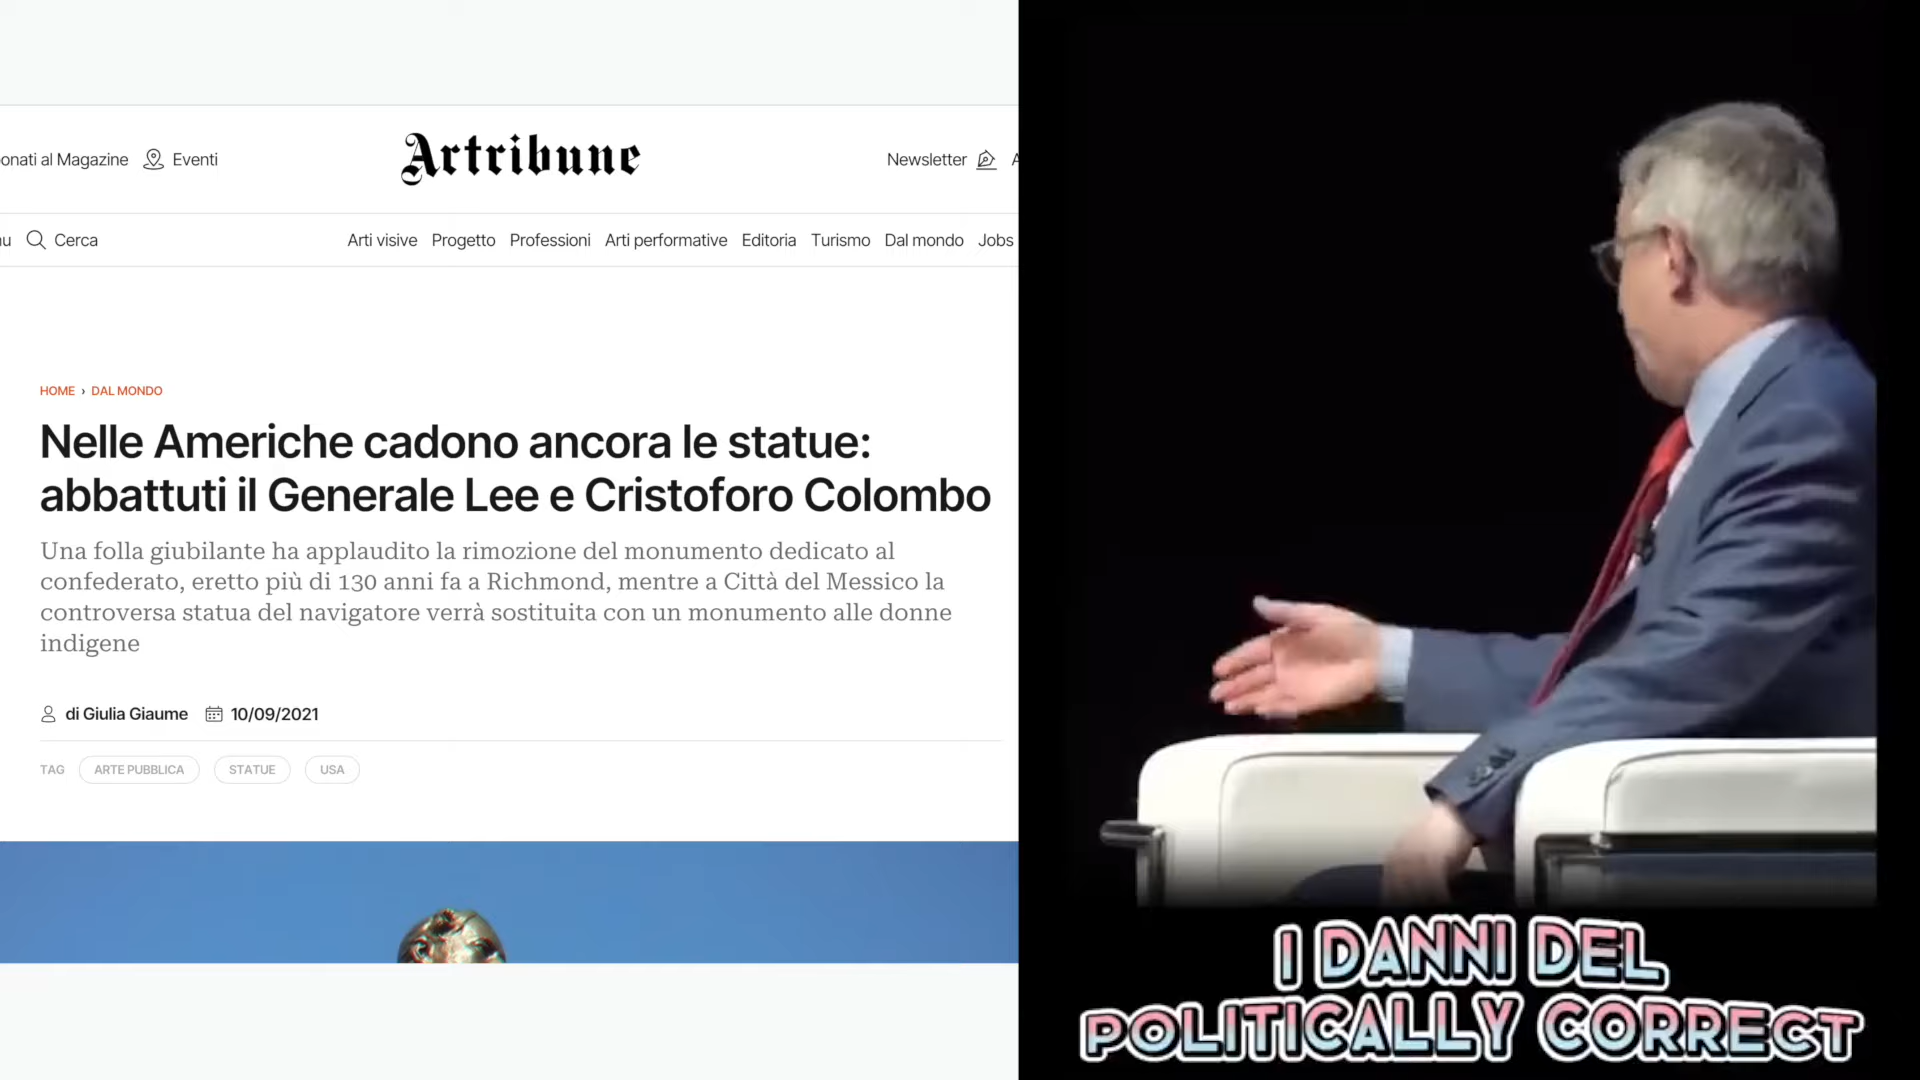 onati al Magazine
Eventi
Artribune
Newsletter
A
u
Cerca
Arti visive
Progetto
Professioni
Arti performative
Editoria
Turismo
Dal mondo
Jobs
HOME › DAL MONDO
Nelle Americhe cadono ancora le statue:
abbattuti il Generale Lee e Cristoforo Colombo
Una folla giubilante ha applaudito la rimozione del monumento dedicato al
confederato, eretto più di 130 anni fa a Richmond, mentre a Città del Messico la
controversa statua del navigatore verrà sostituita con un monumento alle donne
indigene
di Giulia Giaume
10/09/2021
TAG
ARTE PUBBLICA
STATUE
USA
I DANNI DEL
POLITICALLY CORRECT